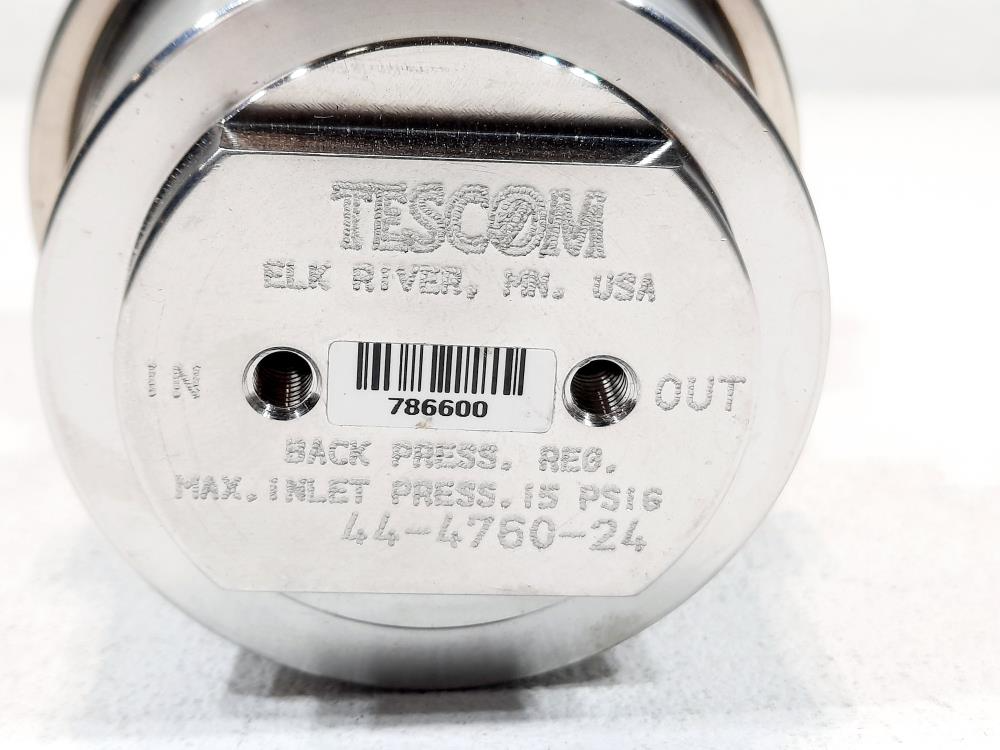 TESCOM
ELK RIVER, MN. USA
IN
786600
OUT
BACK PRESS. REG.
MAX. INLET PRESS. 15 PSIG
44-4760-24